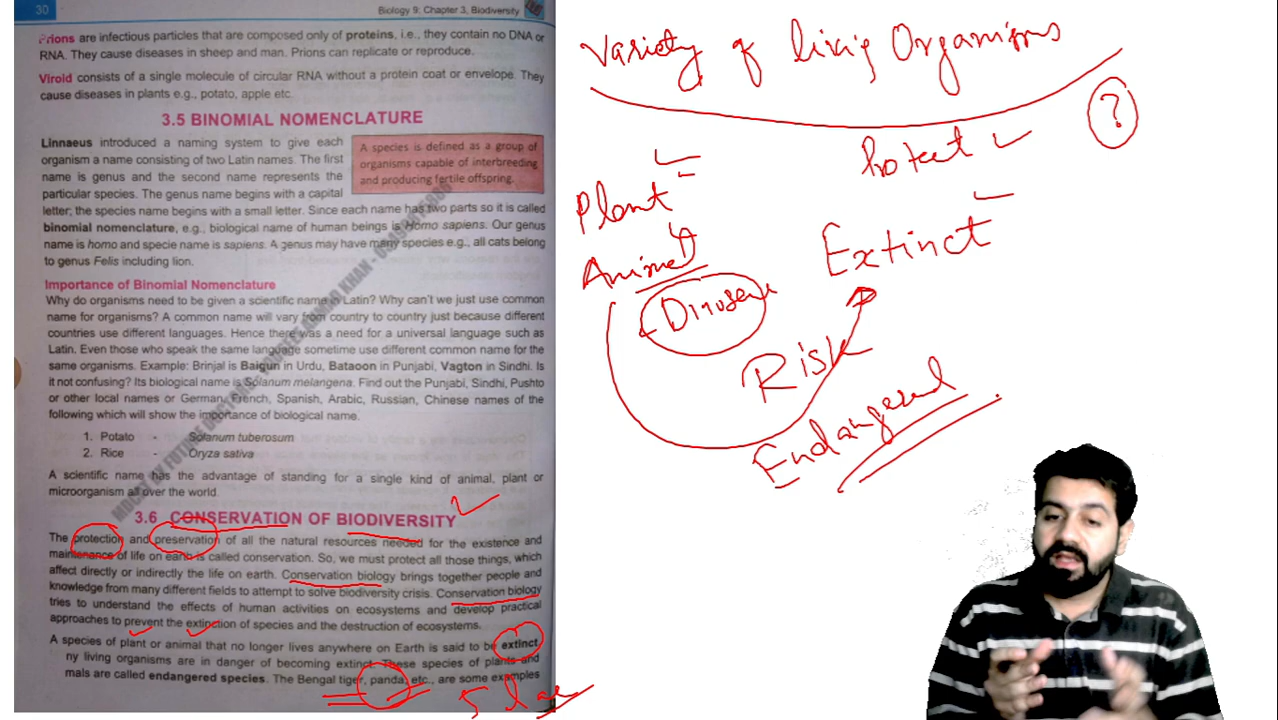 30
Biology 9: Chapter 3, Biodiversity
Prions are infectious particles that are composed only of proteins, i.e., they contain no DNA or
RNA. They cause diseases in sheep and man. Prions can replicate or reproduce.
Viroid consists of a single molecule of circular RNA without a protein coat or envelope. They
cause diseases in plants e.g., potato, apple etc
3.5 BINOMIAL NOMENCLATURE
Linnaeus introduced a naming system to give each
organism a name consisting of two Latin names. The first
name is genus and the second name represents the
particular species. The genus name begins with a capital
A species is defined as a group of
organisms capable of interbreeding
and producing fertile offspring.
letter; the species name begins with a small letter. Since each name has two parts so it is called
binomial nomenclature, e.g., biological name of human beings is Homo sapiens. Our genus
name is homo and specie name is sapiens. A genus may have many species e.g., all cats belong
to genus Felis including lion.
Importance of Binomial Nomenclature
Why do organisms need to be given a scientific name in Latin? Why can't we just use common
name for organisms? A common name will vary from country to country just because different
countries use different languages. Hence there was a need for a universal language such as
Latin. Even those who speak the same language sometime use different common name for the
same organisms. Example: Brinjal is Baigun in Urdu, Bataoon in Punjabi, Vagton in Sindhi. Is
it not confusing? Its biological name is Solanum melangena. Find out the Punjabi, Sindhi, Pushto
or other local names or German, French, Spanish, Arabic, Russian, Chinese names of the
following which will show the importance of biological name.
1. Potato - Solanum tuberosum
2. Rice - Oryza sativa
A scientific name has the advantage of standing for a single kind of animal, plant or
microorganism all over the world.
3.6 CONSERVATION OF BIODIVERSITY
The protection and preservation of all the natural resources needed for the existence and
maintenance of life on earth is called conservation. So, we must protect all those things, which
affect directly or indirectly the life on earth. Conservation biology brings together people and
knowledge from many different fields to attempt to solve biodiversity crisis. Conservation biology
tries to understand the effects of human activities on ecosystems and develop practical
approaches to prevent the extinction of species and the destruction of ecosystems.
A species of plant or animal that no longer lives anywhere on Earth is said to be extinct
ny living organisms are in danger of becoming extinct. These species of plants and
mals are called endangered species. The Bengal tiger, panda, etc., are some examples
Variety of living Organisms
?
Protect
Plant
Extinct
Animal
Dinosaur
Risk
Endangered